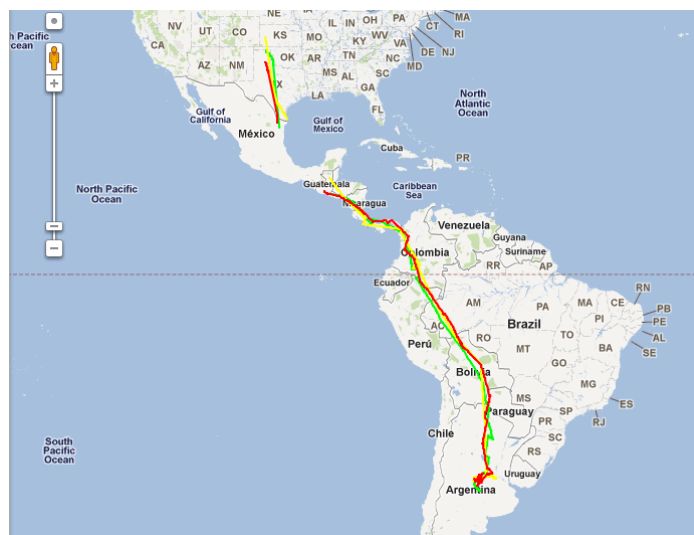 NE
MA
NV
UT
CO
KS
MO
IL
IN
OH
PA
CT
RI
h Pacific
cean
CA
KY
WV
VA
DE
NJ
MD
AZ
NM
OK
AR
TN
NC
MS
AL
SC
GA
X
LA
FL
North
Atlantic
Ocean
Gulf of
California
Gulf of
Mexico
México
Cuba
PR
North Pacific
Ocean
Guatemala
Caribbean
Sea
Nicaragua
Venezuela
Guyana
Suriname
Colombia
RR
AP
Ecuador
AM
PA
MA
CE
RN
PB
PE
AL
SE
PI
AC
RO
TO
Brazil
Perú
MT
BA
GO
Bolivia
MG
MS
ES
Paraguay
SP
RJ
PR
SC
Chile
RS
South
Pacific
Ocean
Uruguay
Argentina